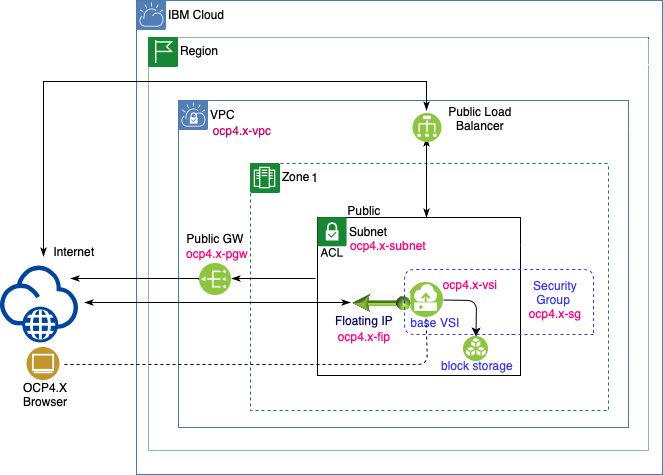 IBM Cloud
Region
VPC
ocp4.x-vpc
Public Load
Balancer
Zone 1
Public
Subnet
ocp4.x-subnet
ACL
Public GW
ocp4.x-pgw
Internet
ocp4.x-vsi
base VSI
Security
Group
ocp4.x-sg
Floating IP
ocp4.x-fip
block storage
OCP4.X
Browser